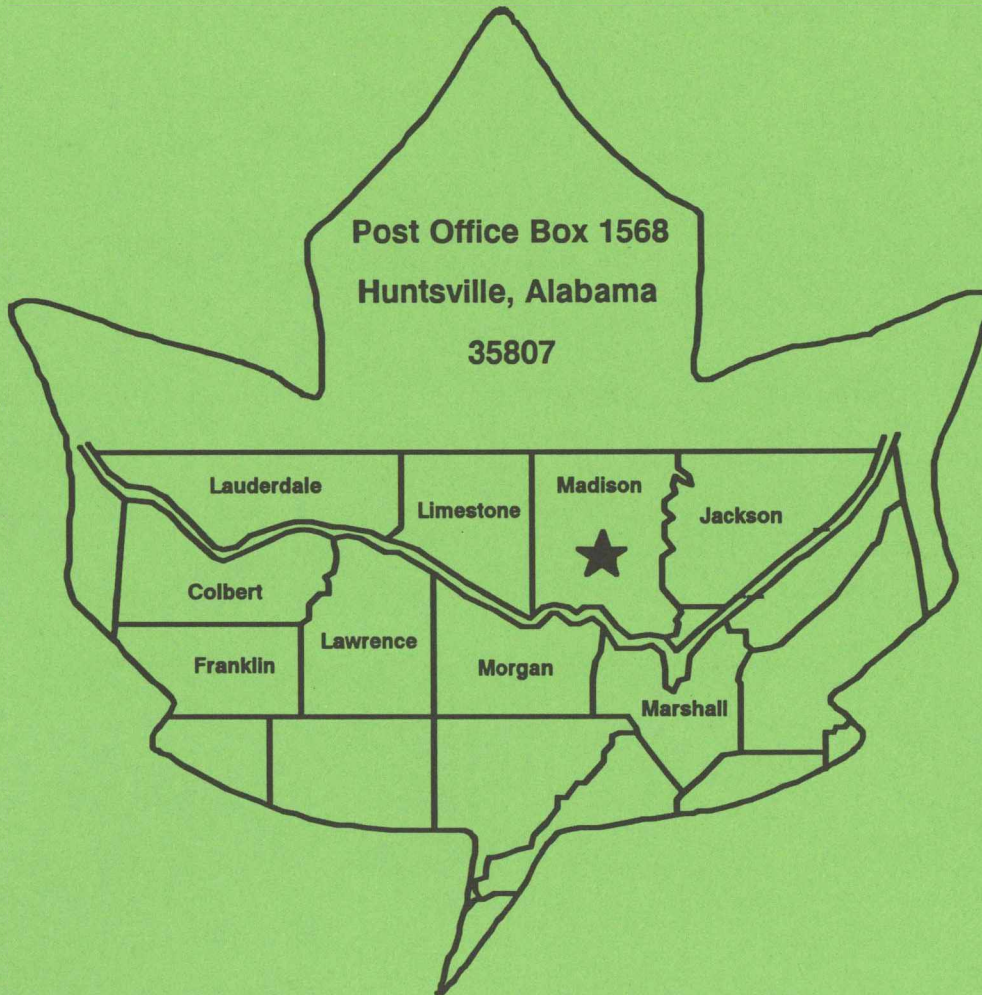 Post Office Box 1568
Huntsville, Alabama
35807
Lauderdale
Limestone
Madison
Jackson
Colbert
Lawrence
Franklin
Morgan
Marshall